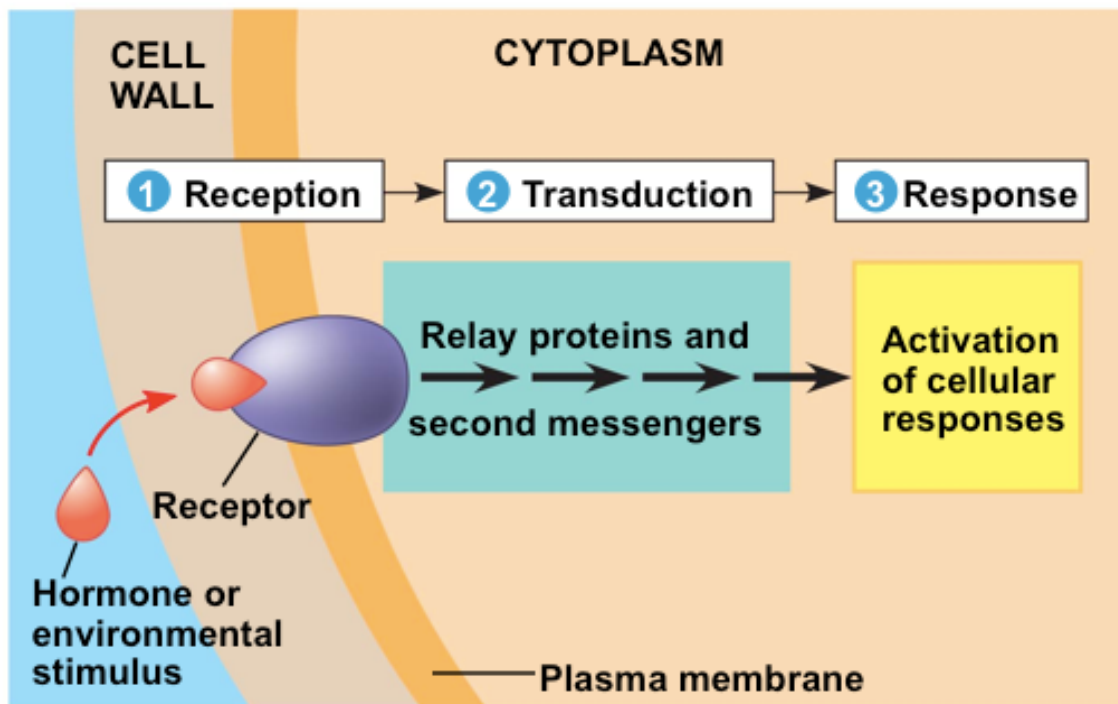 CELL
WALL
CYTOPLASM
1 Reception
2 Transduction
3 Response
Relay proteins and
second messengers
Activation
of cellular
responses
Receptor
Hormone or
environmental
stimulus
Plasma membrane